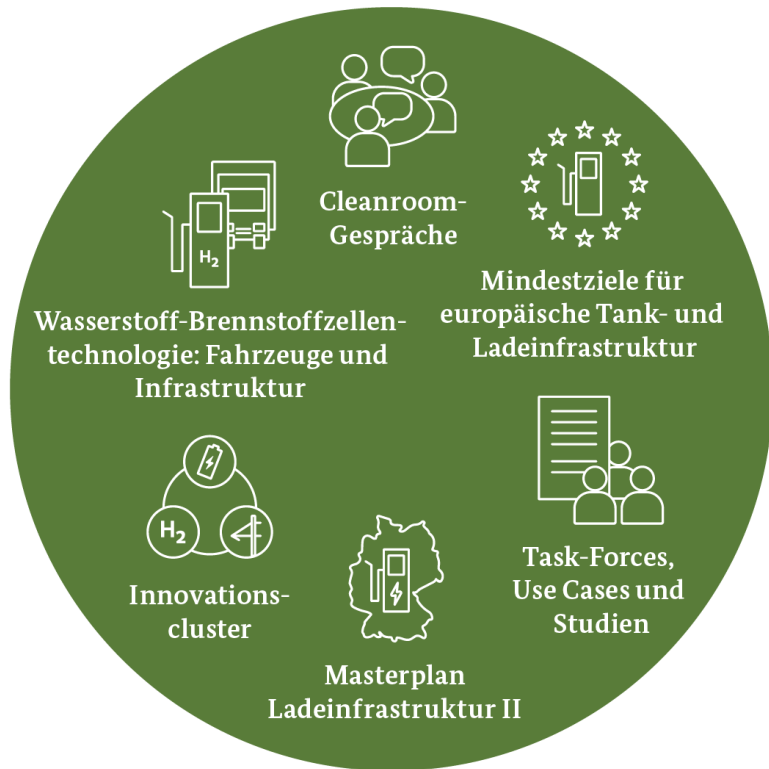 Cleanroom-
Gespräche
Mindestziele für
europäische Tank- und
Ladeinfrastruktur
H2
Wasserstoff-Brennstoffzellen-
technologie: Fahrzeuge und
Infrastruktur
Task-Forces,
Use Cases und
Studien
H2
Innovations-
cluster
Masterplan
Ladeinfrastruktur II